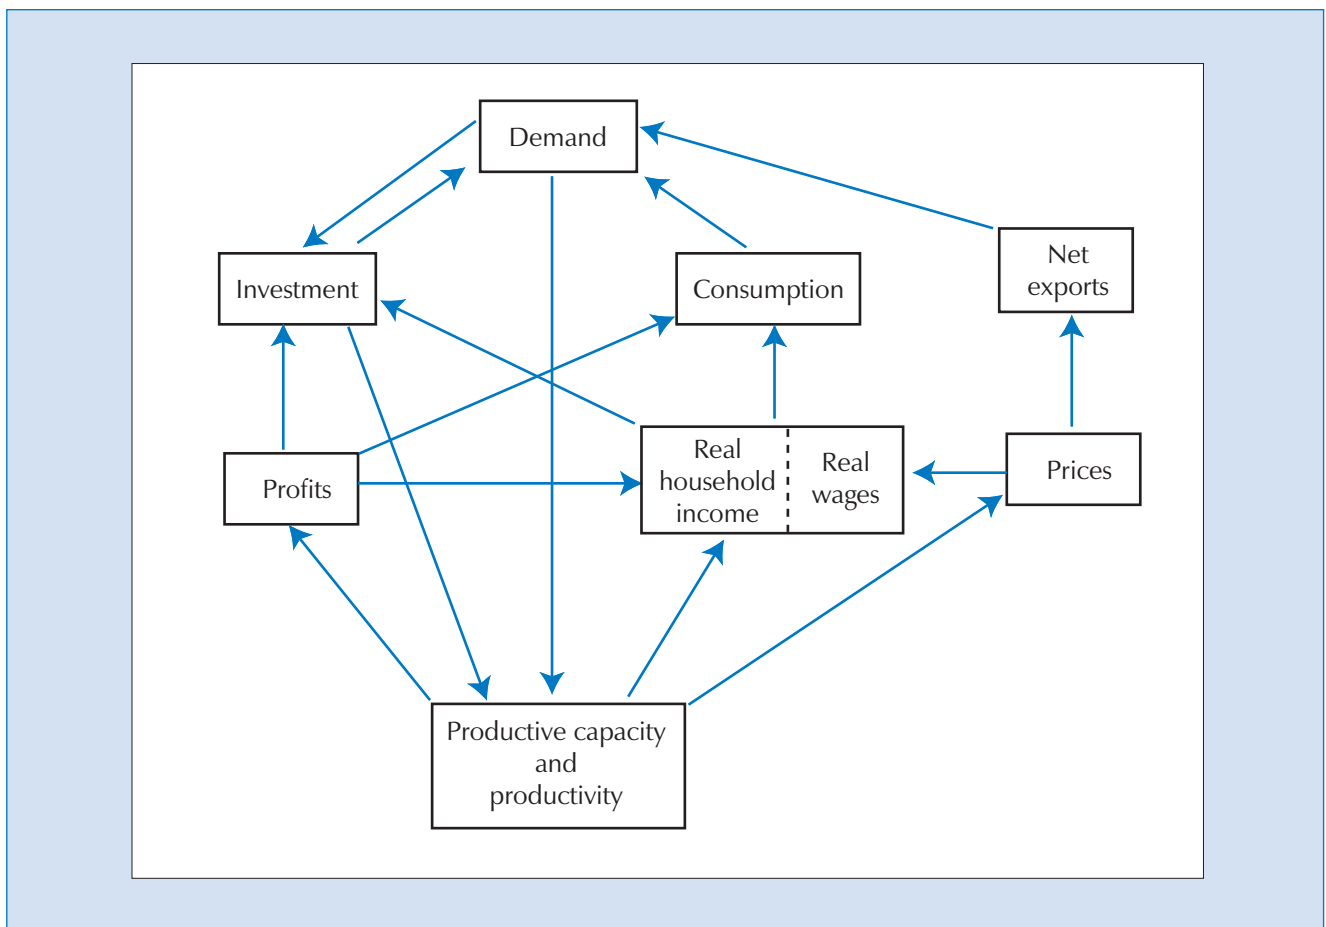 Demand
Net
exports
Investment
Consumption
Real
household
income
Real
wages
Prices
Profits
Productive capacity
and
productivity